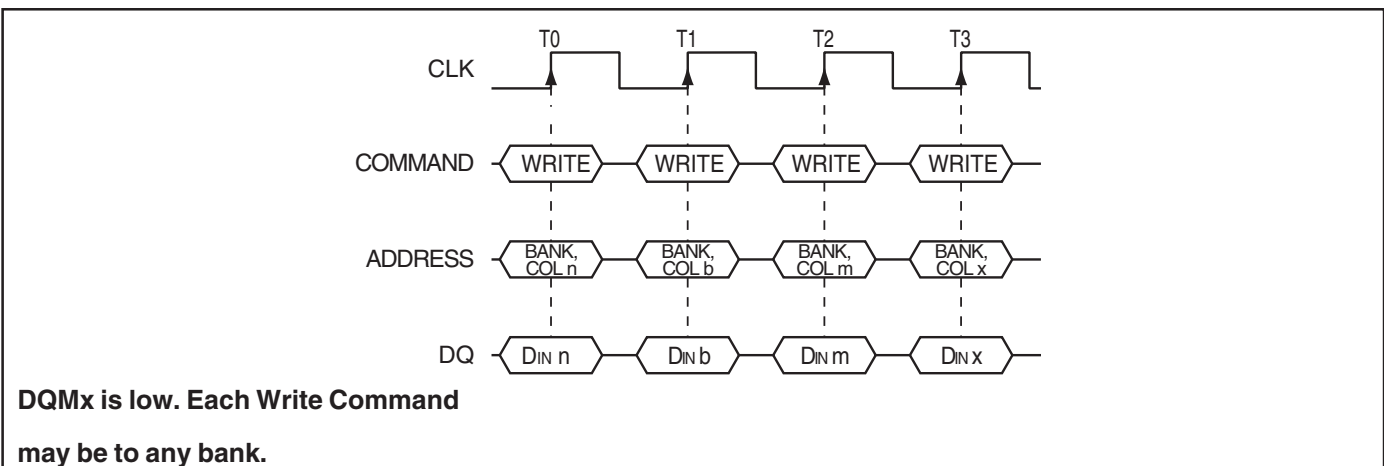 T0 T1 T2 T3
CLK
COMMAND WRITE WRITE WRITE WRITE
ADDRESS BANK, BANK, BANK, BANK,
COL n COL b COL m COL x
DQ DIN n DIN b DIN m DIN x
DQMx is low. Each Write Command
may be to any bank.